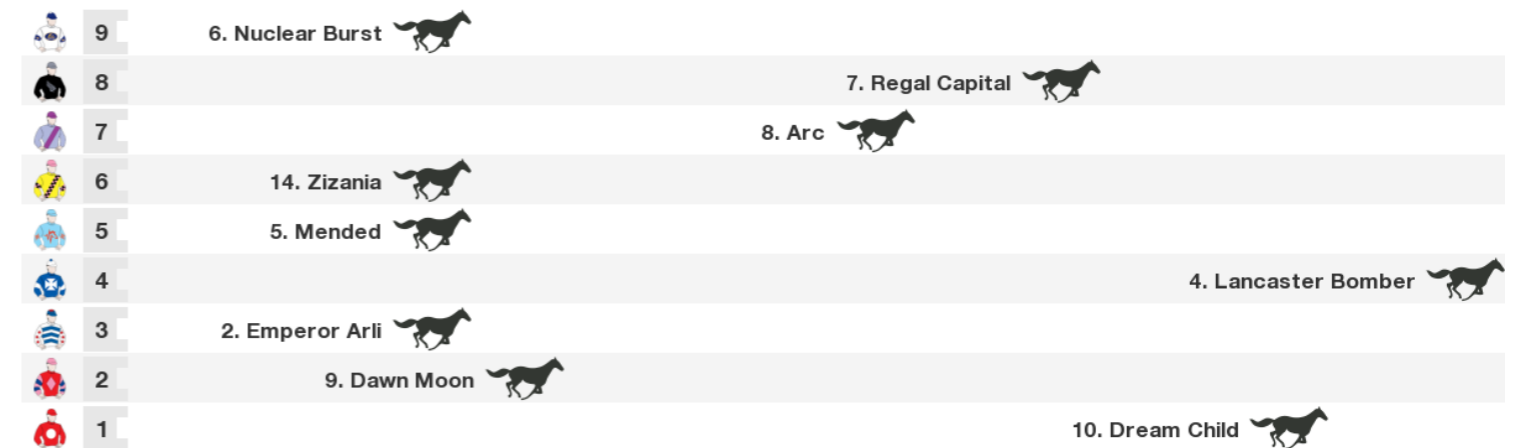 9 6. Nuclear Burst
8 7. Regal Capital
7 8. Arc
6 14. Zizania
5 5. Mended
4 4. Lancaster Bomber
3 2. Emperor Arli
2 9. Dawn Moon
1 10. Dream Child